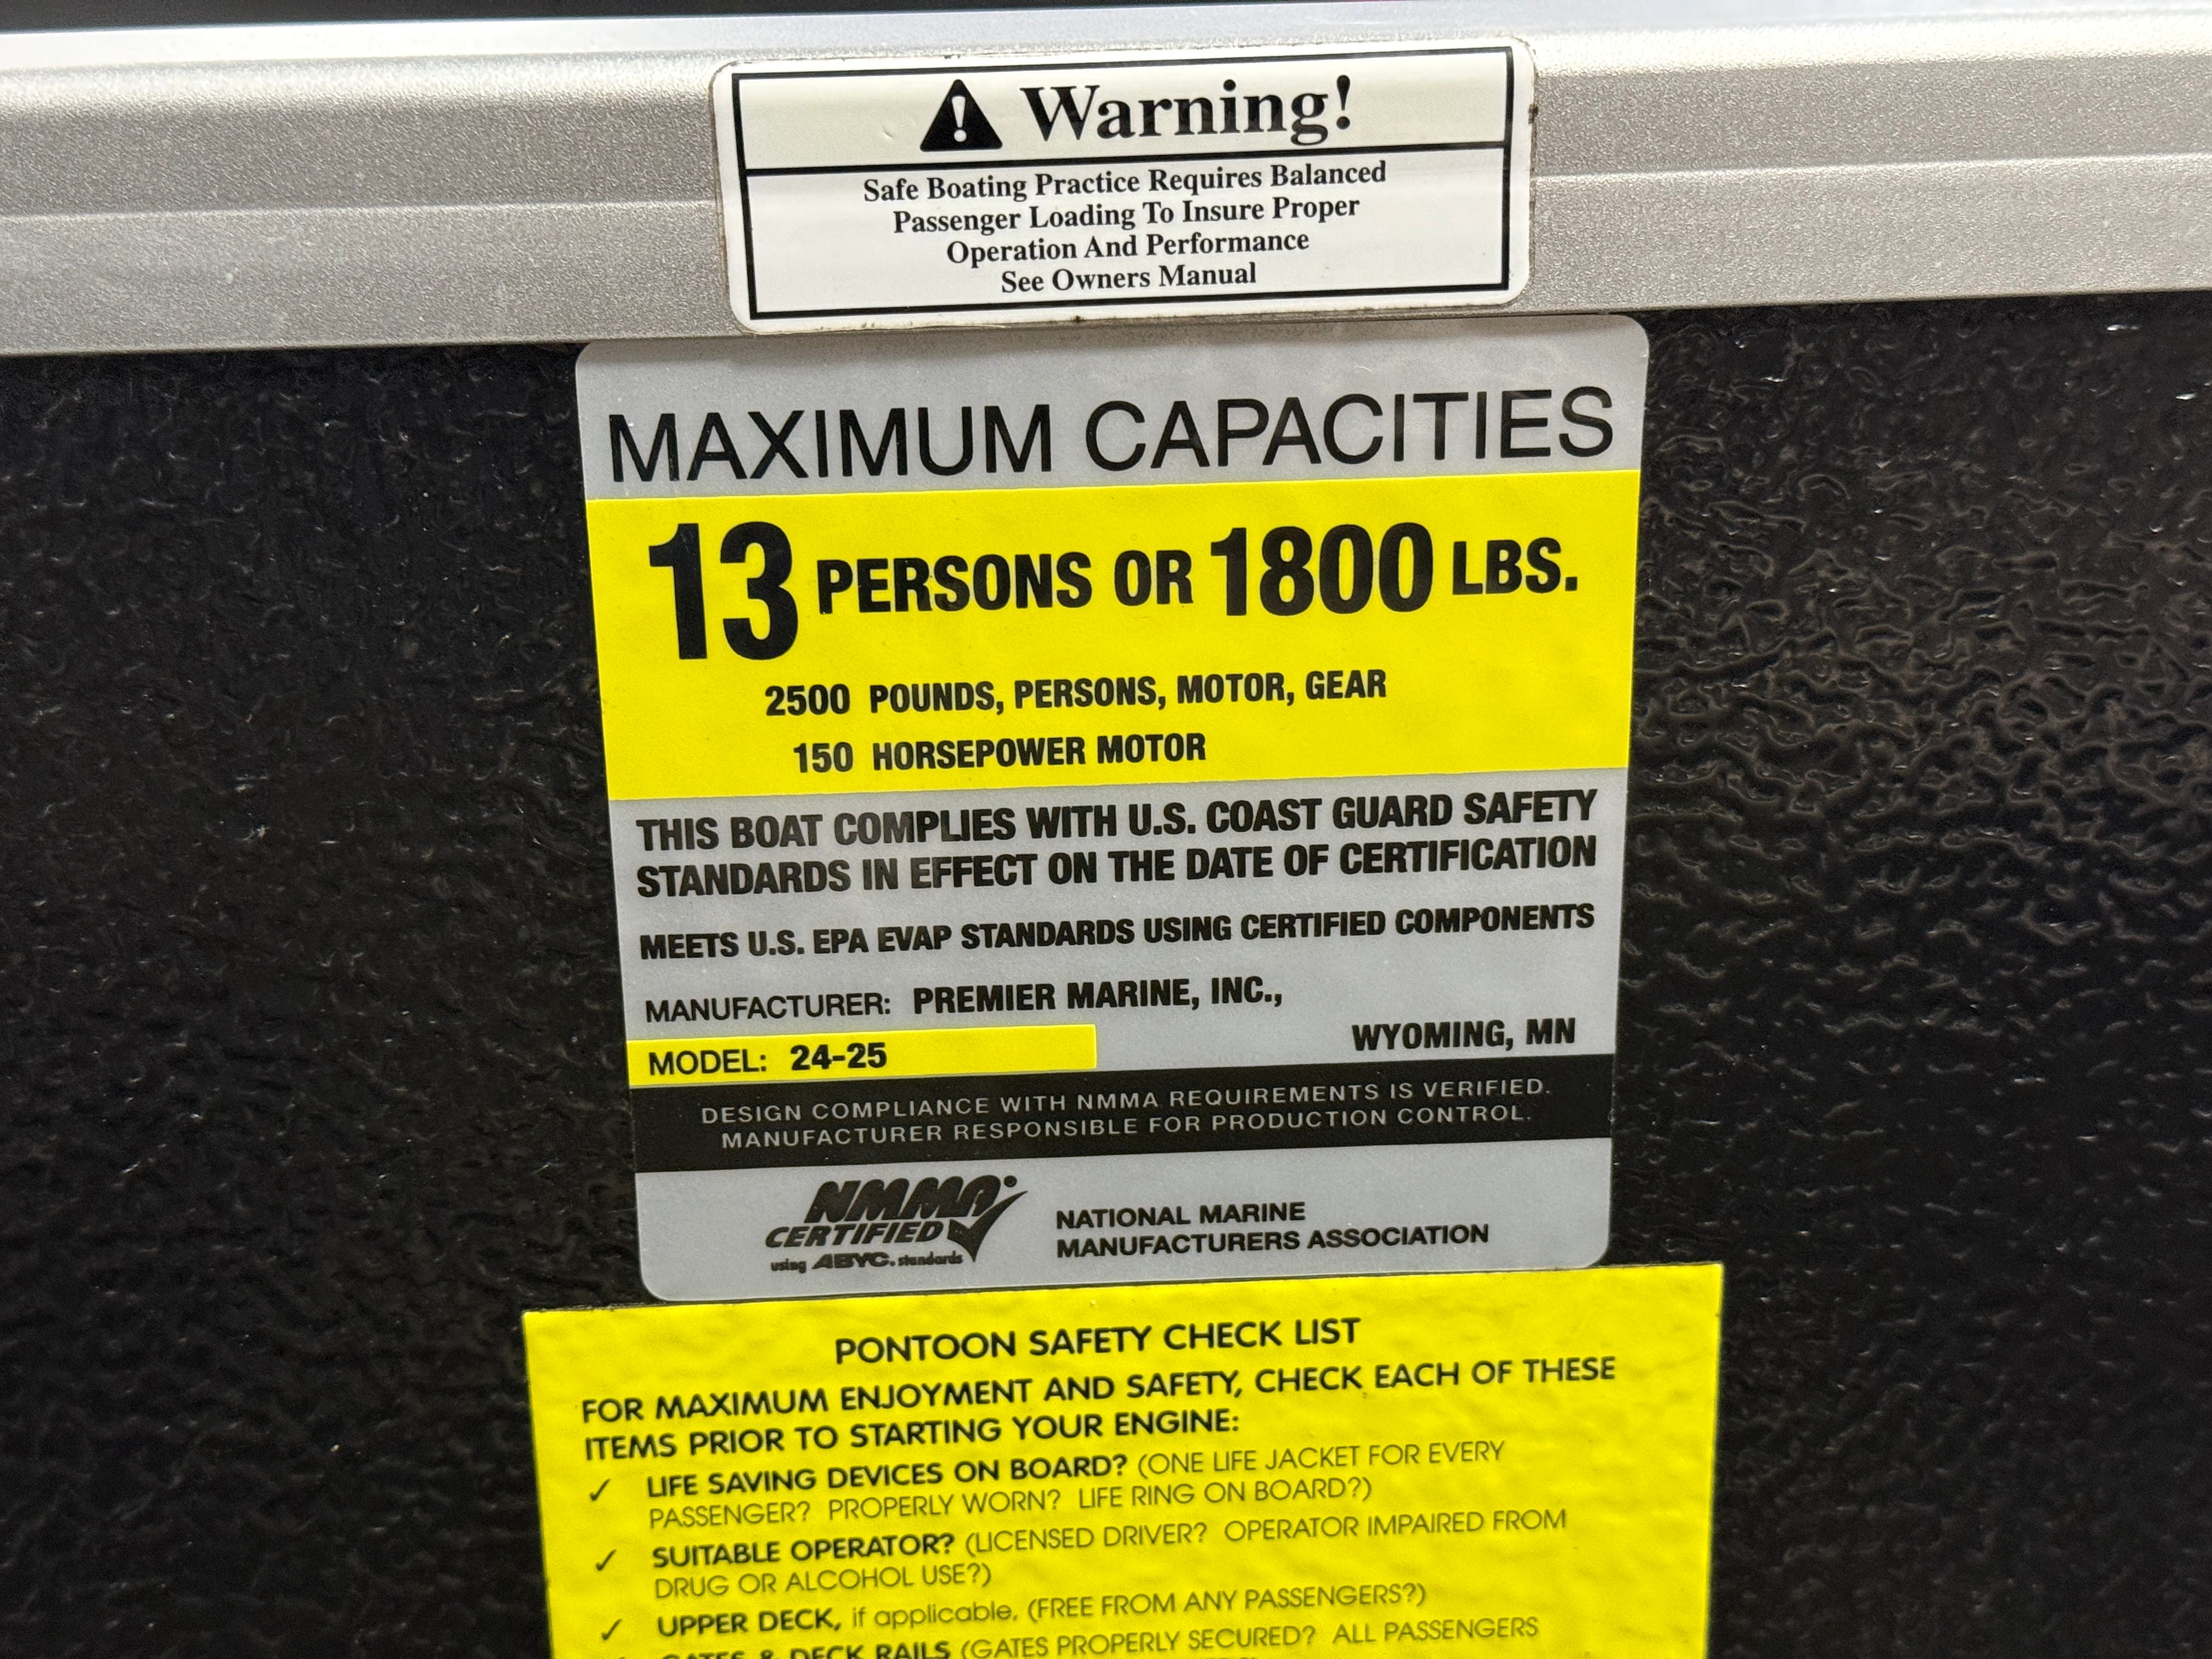 Warning!
Safe Boating Practice Requires Balanced
Passenger Loading To Insure Proper
Operation And Performance
See Owners Manual
MAXIMUM CAPACITIES
13 PERSONS OR 1800 LBS.
2500 POUNDS, PERSONS, MOTOR, GEAR
150 HORSEPOWER MOTOR
THIS BOAT COMPLIES WITH U.S. COAST GUARD SAFETY
STANDARDS IN EFFECT ON THE DATE OF CERTIFICATION
MEETS U.S. EPA EVAP STANDARDS USING CERTIFIED COMPONENTS
MANUFACTURER: PREMIER MARINE, INC.,
WYOMING, MN
MODEL: 24-25
DESIGN COMPLIANCE WITH NMMA REQUIREMENTS IS VERIFIED.
MANUFACTURER RESPONSIBLE FOR PRODUCTION CONTROL.
NMMA
CERTIFIED
using ABYC. standards
NATIONAL MARINE
MANUFACTURERS ASSOCIATION
PONTOON SAFETY CHECK LIST
FOR MAXIMUM ENJOYMENT AND SAFETY, CHECK EACH OF THESE
ITEMS PRIOR TO STARTING YOUR ENGINE:
✓ LIFE SAVING DEVICES ON BOARD? (ONE LIFE JACKET FOR EVERY
PASSENGER? PROPERLY WORN? LIFE RING ON BOARD?)
✓ SUITABLE OPERATOR? (LICENSED DRIVER? OPERATOR IMPAIRED FROM
DRUG OR ALCOHOL USE?)
✓ UPPER DECK, if applicable, (FREE FROM ANY PASSENGERS?)
GATES & DECK RAILS (GATES PROPERLY SECURED? ALL PASSENGERS